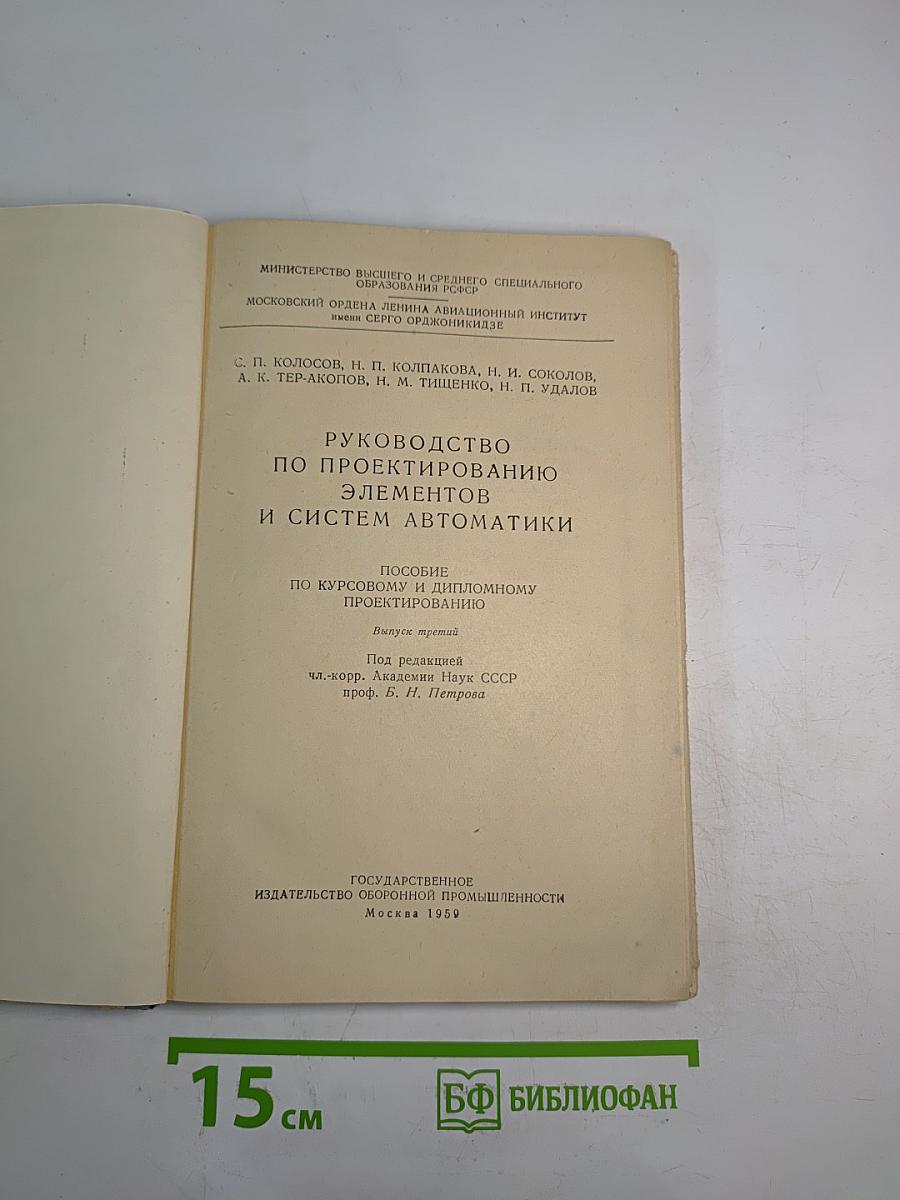 МИНИСТЕРСТВО ВЫСШЕГО И СРЕДНЕГО СПЕЦИАЛЬНОГО
ОБРАЗОВАНИЯ РСФСР
МОСКОВСКИЙ ОРДЕНА ЛЕНИНА АВИАЦИОННЫЙ ИНСТИТУТ
имени СЕРГО ОРДЖОНИКИДЗЕ
С. П. КОЛОСОВ, Н. П. КОЛПАКОВА, Н. И. СОКОЛОВ,
А. К. ТЕР-АКОПОВ, Н. М. ТИЩЕНКО, Н. П. УДАЛОВ
РУКОВОДСТВО
ПО ПРОЕКТИРОВАНИЮ
ЭЛЕМЕНТОВ
И СИСТЕМ АВТОМАТИКИ
ПОСОБИЕ
ПО КУРСОВОМУ И ДИПЛОМНОМУ
ПРОЕКТИРОВАНИЮ
Выпуск третий
Под редакцией
чл.-корр. Академии Наук СССР
проф. Б. Н. Петрова
ГОСУДАРСТВЕННОЕ
ИЗДАТЕЛЬСТВО ОБОРОННОЙ ПРОМЫШЛЕННОСТИ
Москва 1959
15 см
БФ БИБЛИОФАН